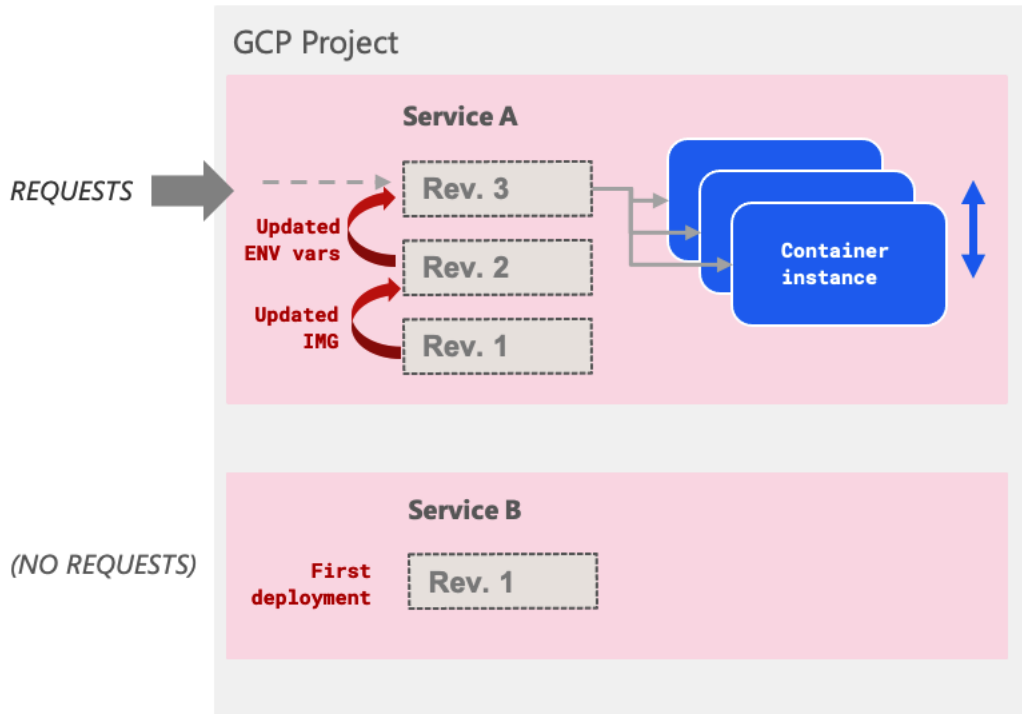 GCP Project
Service A
REQUESTS
Rev. 3
Updated
ENV vars
Rev. 2
Container
instance
Updated
IMG
Rev. 1
Service B
(NO REQUESTS)
First
deployment
Rev. 1